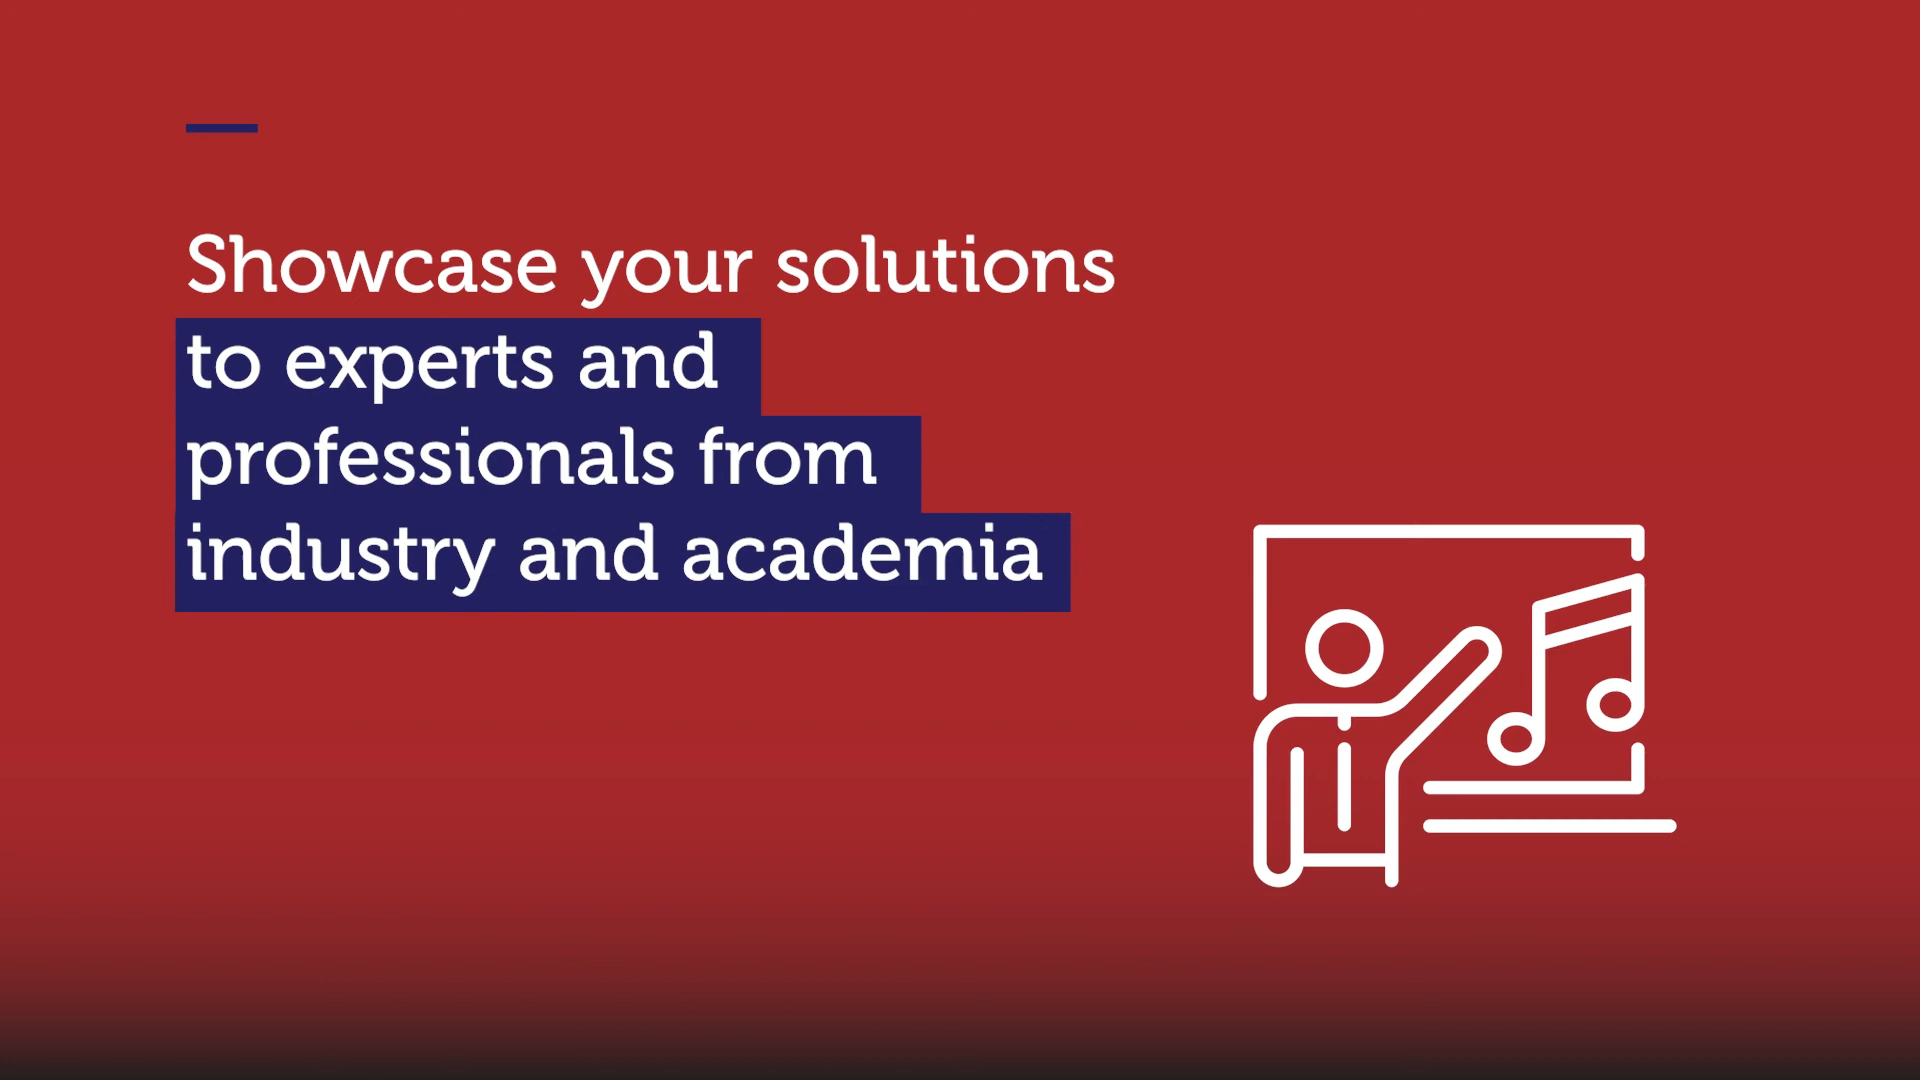 Showcase your solutions
to experts and
professionals from
industry and academia